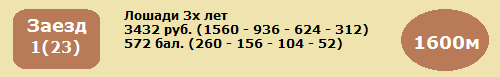 Заезд
1(23)
Лошади 3х лет
3432 руб. (1560 - 936 - 624 - 312)
572 бал. (260 - 156 - 104 - 52)
1600м